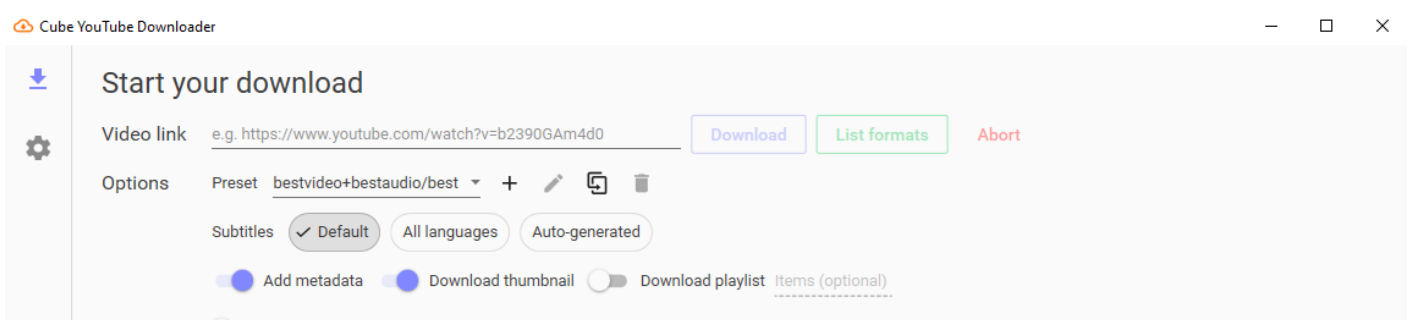 Cube YouTube Downloader
Start your download
Video link e.g. https://www.youtube.com/watch?v=b2390GAm4d0 Download List formats Abort
Options Preset bestvideo+bestaudio/best
Subtitles Default All languages Auto-generated
Add metadata Download thumbnail Download playlist Items (optional)